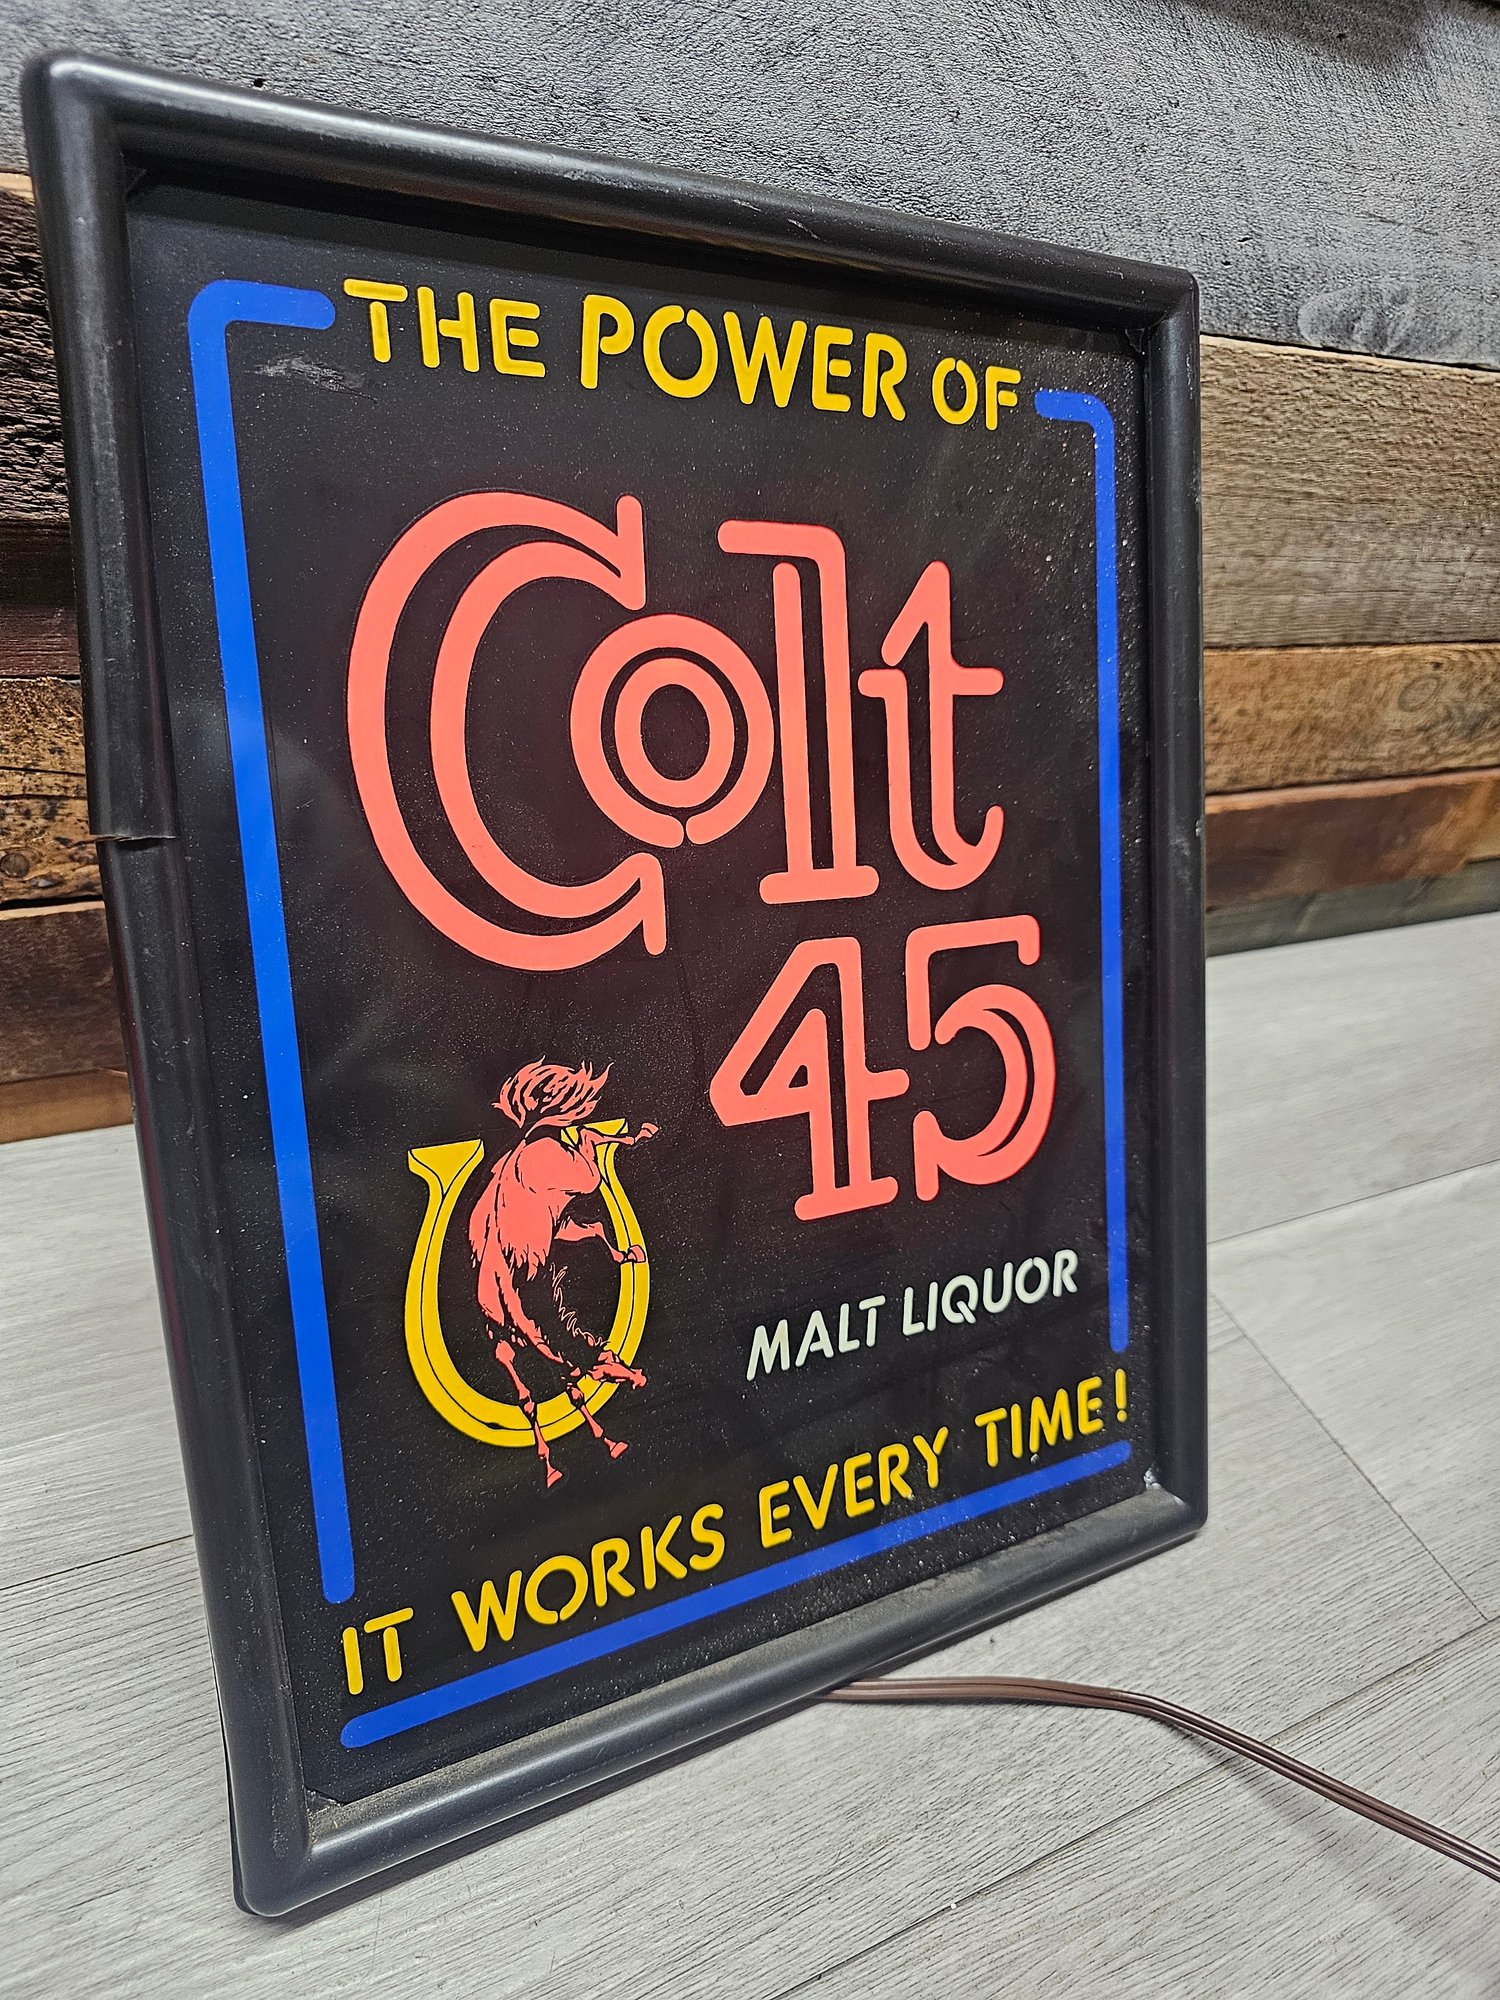 THE POWER OF
Colt
45
MALT LIQUOR
IT WORKS EVERY TIME!